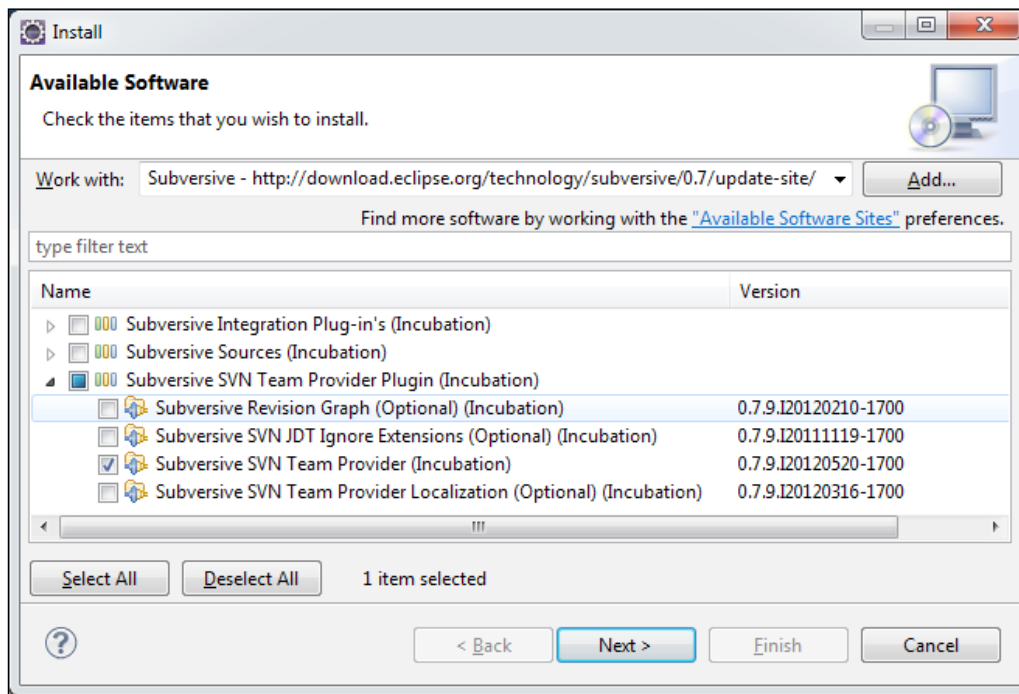 Install
Available Software
Check the items that you wish to install.
Work with: Subversive - http://download.eclipse.org/technology/subversive/0.7/update-site/ Add...
Find more software by working with the "Available Software Sites" preferences.
type filter text
Name Version
Subversive Integration Plug-in's (Incubation)
Subversive Sources (Incubation)
Subversive SVN Team Provider Plugin (Incubation)
Subversive Revision Graph (Optional) (Incubation) 0.7.9.I20120210-1700
Subversive SVN JDT Ignore Extensions (Optional) (Incubation) 0.7.9.I20111119-1700
Subversive SVN Team Provider (Incubation) 0.7.9.I20120520-1700
Subversive SVN Team Provider Localization (Optional) (Incubation) 0.7.9.I20120316-1700
Select All Deselect All 1 item selected
? < Back Next > Finish Cancel